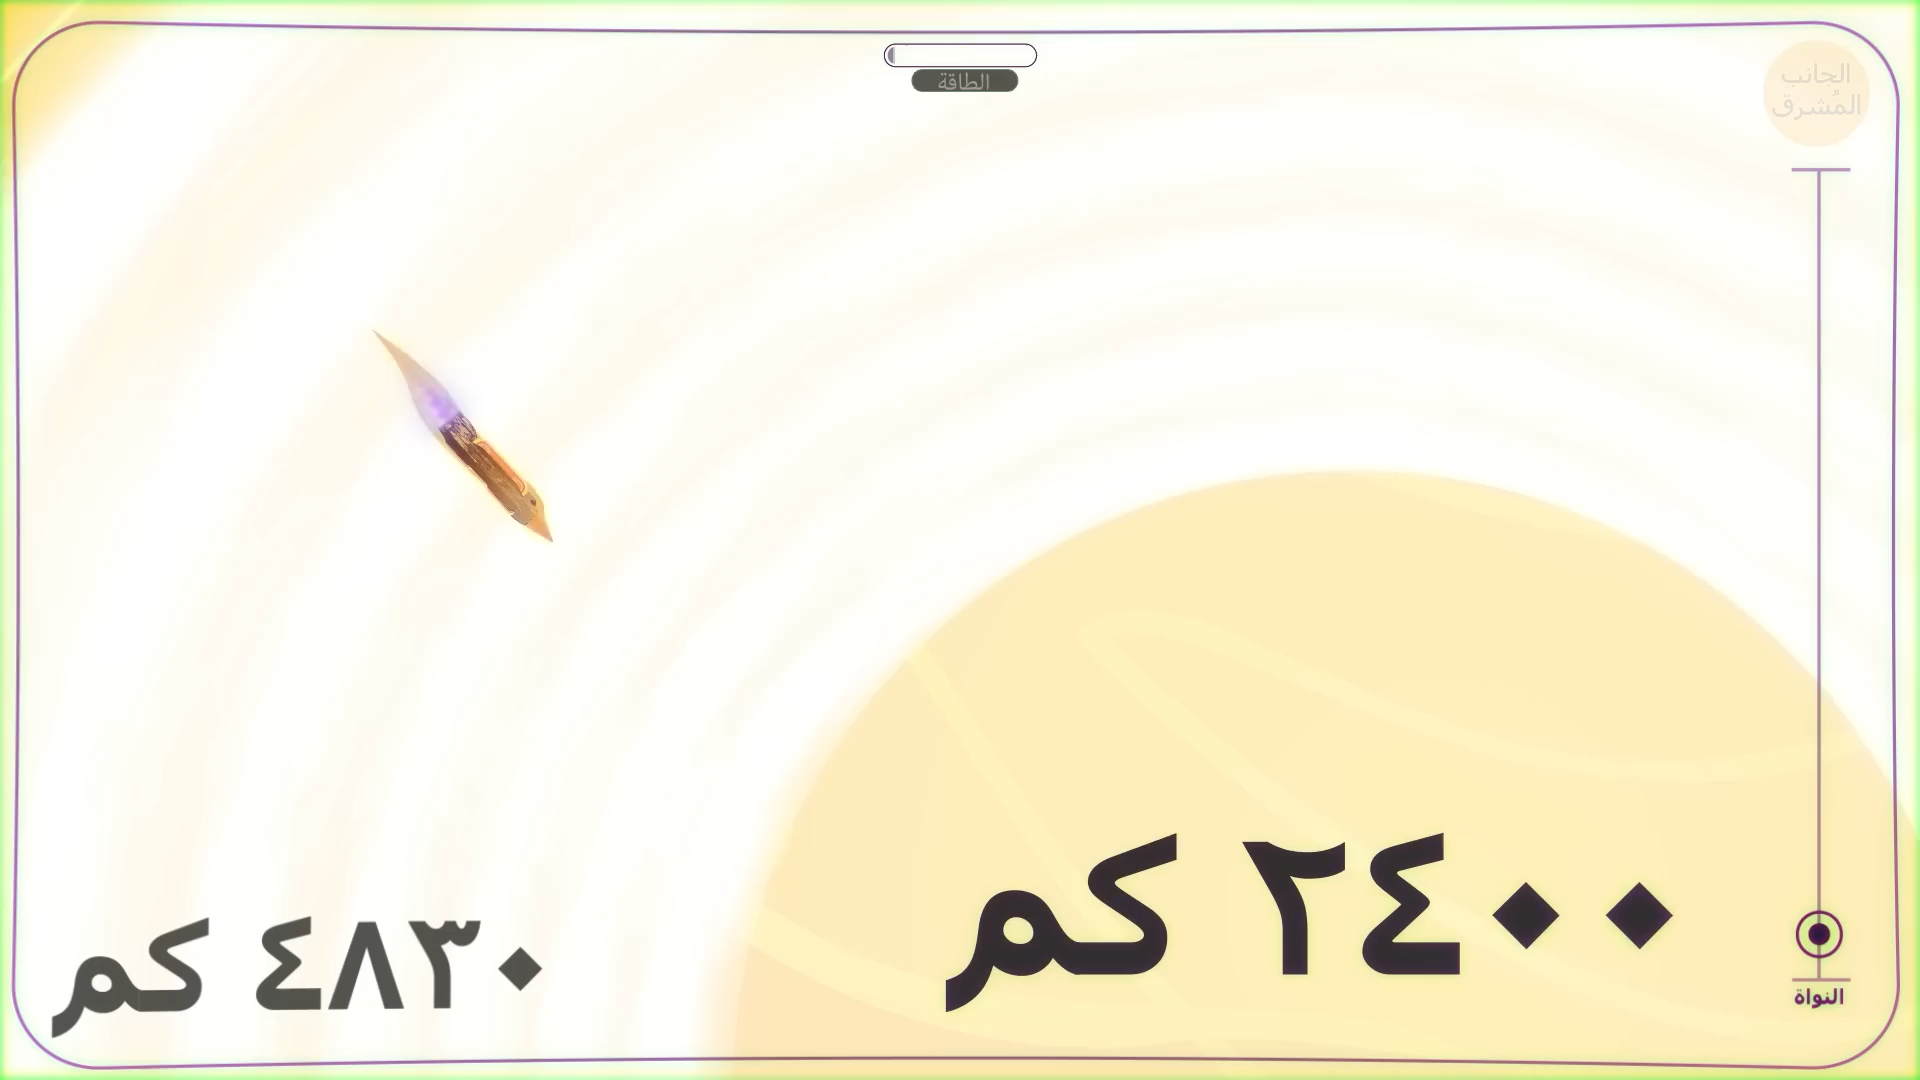 الطاقة
الجانب
المُشرق
٢٤٠٠ كم
٤٨٣٠ كم
النواة